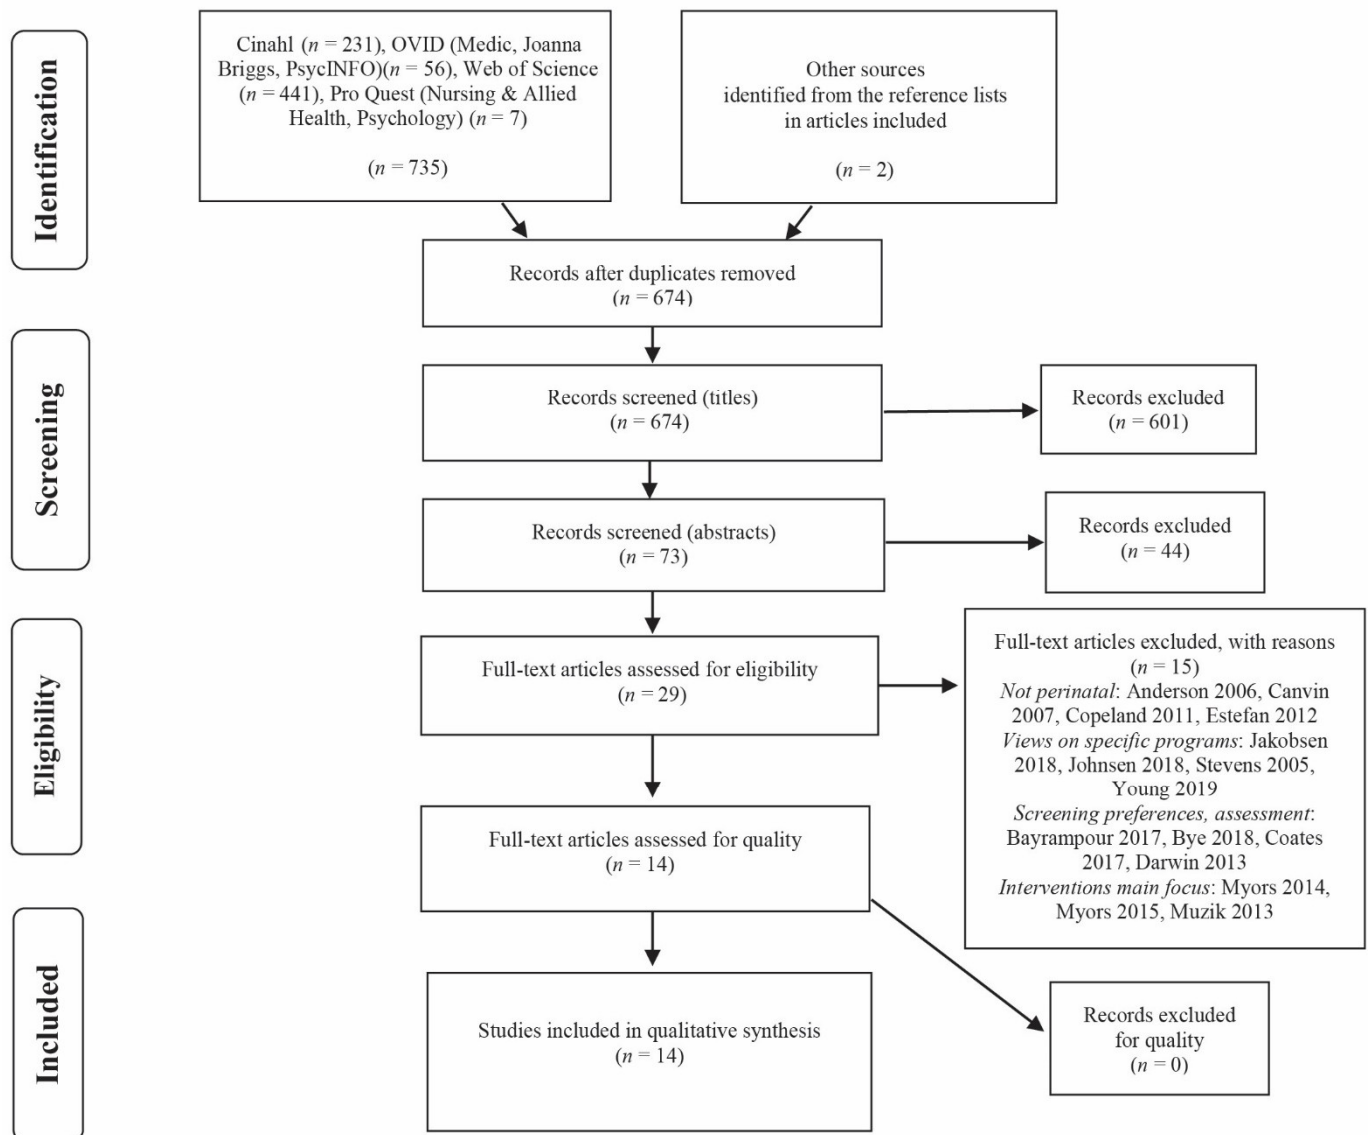 Identification
Cinahl (n = 231), OVID (Medic, Joanna
Briggs, PsycINFO)(n = 56), Web of Science
(n = 441), Pro Quest (Nursing & Allied
Health, Psychology) (n = 7)
(n = 735)
Other sources
identified from the reference lists
in articles included
(n = 2)
Records after duplicates removed
(n = 674)
Screening
Records screened (titles)
(n = 674)
Records excluded
(n = 601)
Records screened (abstracts)
(n = 73)
Records excluded
(n = 44)
Eligibility
Full-text articles assessed for eligibility
(n = 29)
Full-text articles excluded, with reasons
(n = 15)
Not perinatal: Anderson 2006, Canvin
2007, Copeland 2011, Estefan 2012
Views on specific programs: Jakobsen
2018, Johnsen 2018, Stevens 2005,
Young 2019
Screening preferences, assessment:
Bayrampour 2017, Bye 2018, Coates
2017, Darwin 2013
Interventions main focus: Myors 2014,
Myors 2015, Muzik 2013
Full-text articles assessed for quality
(n = 14)
Included
Studies included in qualitative synthesis
(n = 14)
Records excluded
for quality
(n = 0)